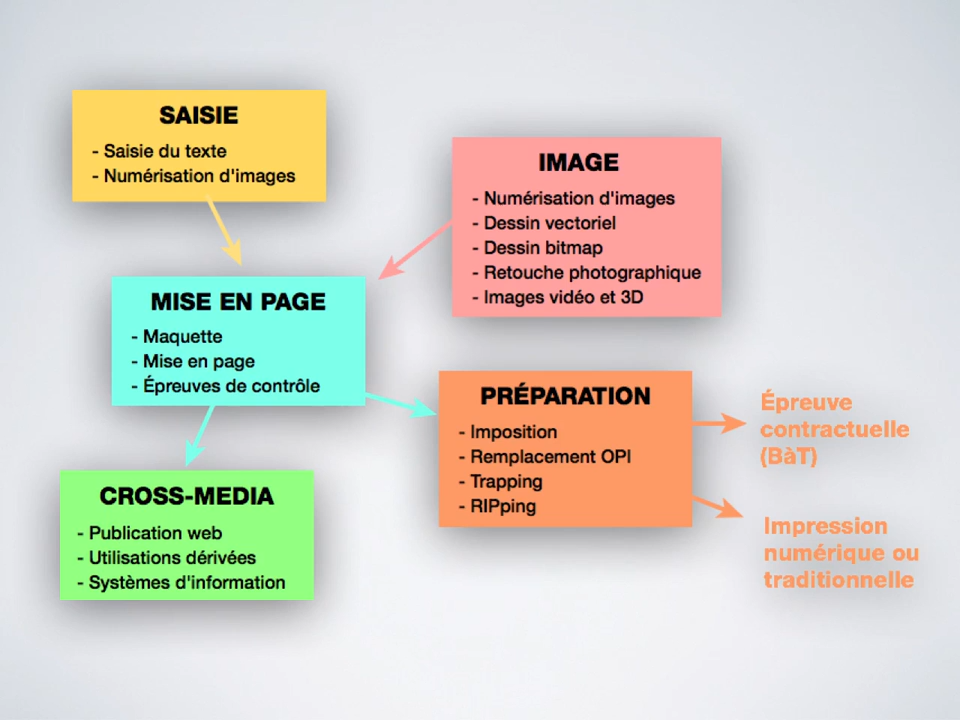 SAISIE
- Saisie du texte
- Numérisation d'images
IMAGE
- Numérisation d'images
- Dessin vectoriel
- Dessin bitmap
- Retouche photographique
- Images vidéo et 3D
MISE EN PAGE
- Maquette
- Mise en page
- Épreuves de contrôle
PRÉPARATION
- Imposition
- Remplacement OPI
- Trapping
- RIPping
Épreuve
contractuelle
(BàT)
Impression
numérique ou
traditionnelle
CROSS-MEDIA
- Publication web
- Utilisations dérivées
- Systèmes d'information